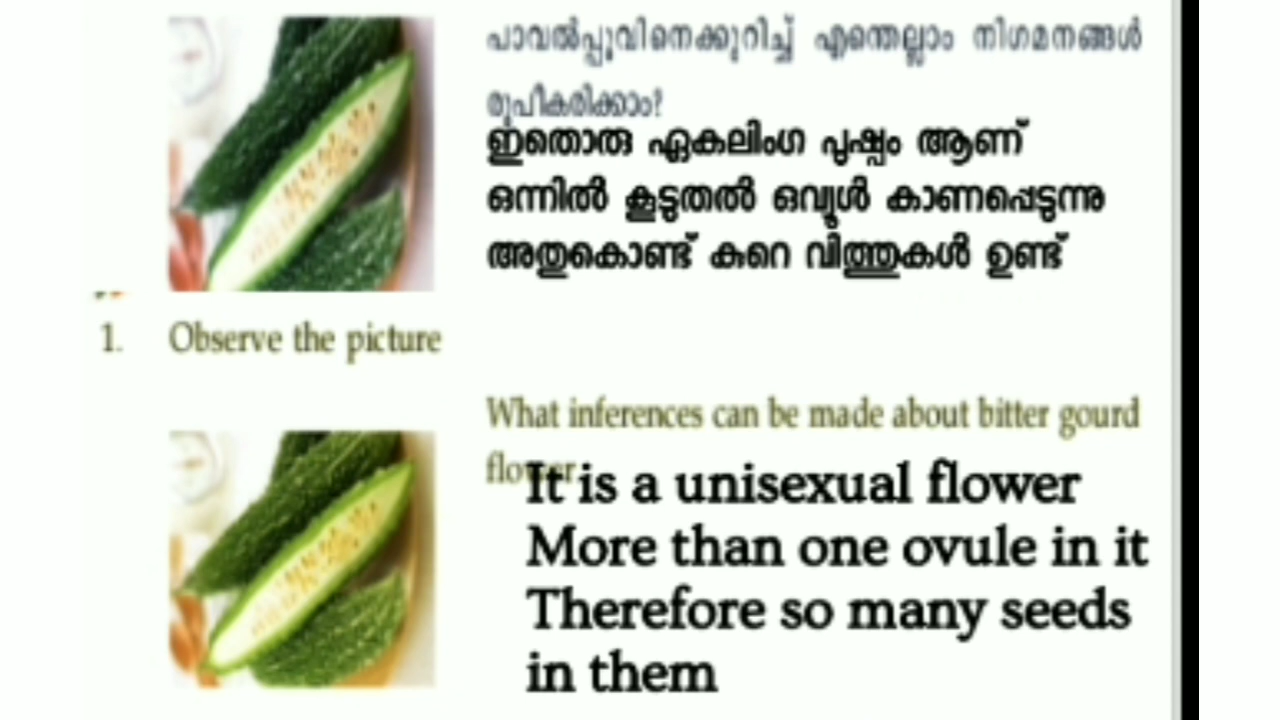 പാവൽപ്പൂവിനെക്കുറിച്ച് എന്തെല്ലാം നിഗമനങ്ങൾ
രൂപീകരിക്കാം?
ഇതൊരു ഏകലിംഗ പുഷ്പം ആണ്
ഒന്നിൽ കൂടുതൽ ഒവ്യൂൾ കാണപ്പെടുന്നു
അതുകൊണ്ട് കുറെ വിത്തുകൾ ഉണ്ട്
1. Observe the picture
What inferences can be made about bitter gourd
flower
It is a unisexual flower
More than one ovule in it
Therefore so many seeds
in them